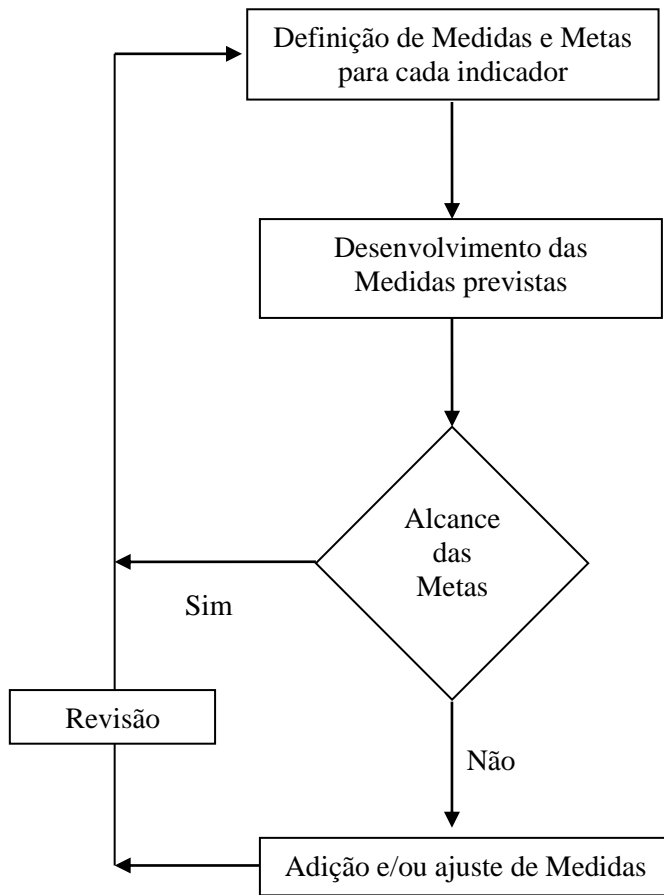 Definição de Medidas e Metas
para cada indicador
Desenvolvimento das
Medidas previstas
Alcance
das
Metas
Sim
Revisão
Não
Adição e/ou ajuste de Medidas